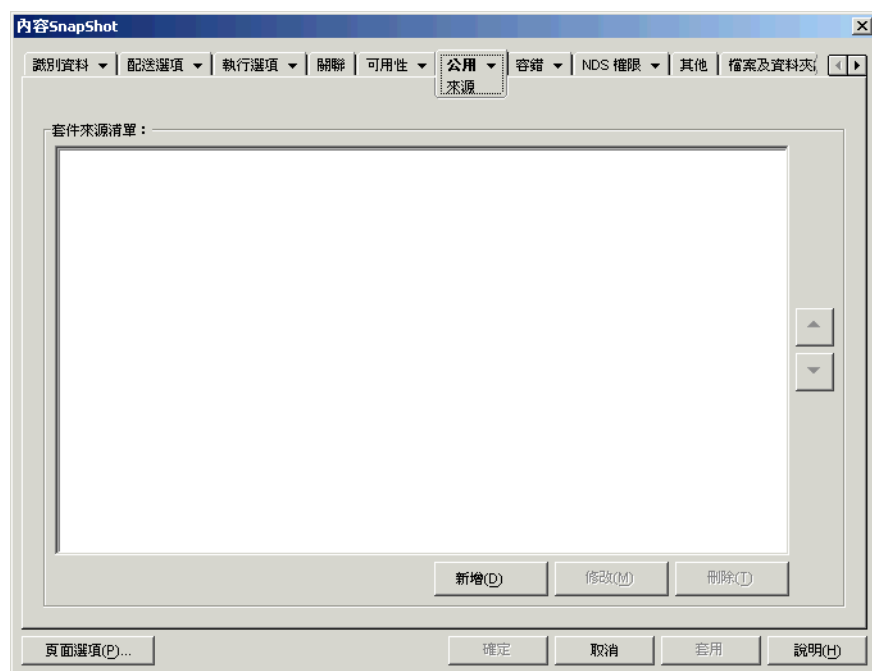 內容SnapShot
識別資料 配送選項 執行選項 關聯 可用性 公用 容錯 NDS 權限 其他 檔案及資料夾
來源
套件來源清單：
新增(D) 修改(M) 刪除(T)
頁面選項(P)... 確定 取消 套用 說明(H)